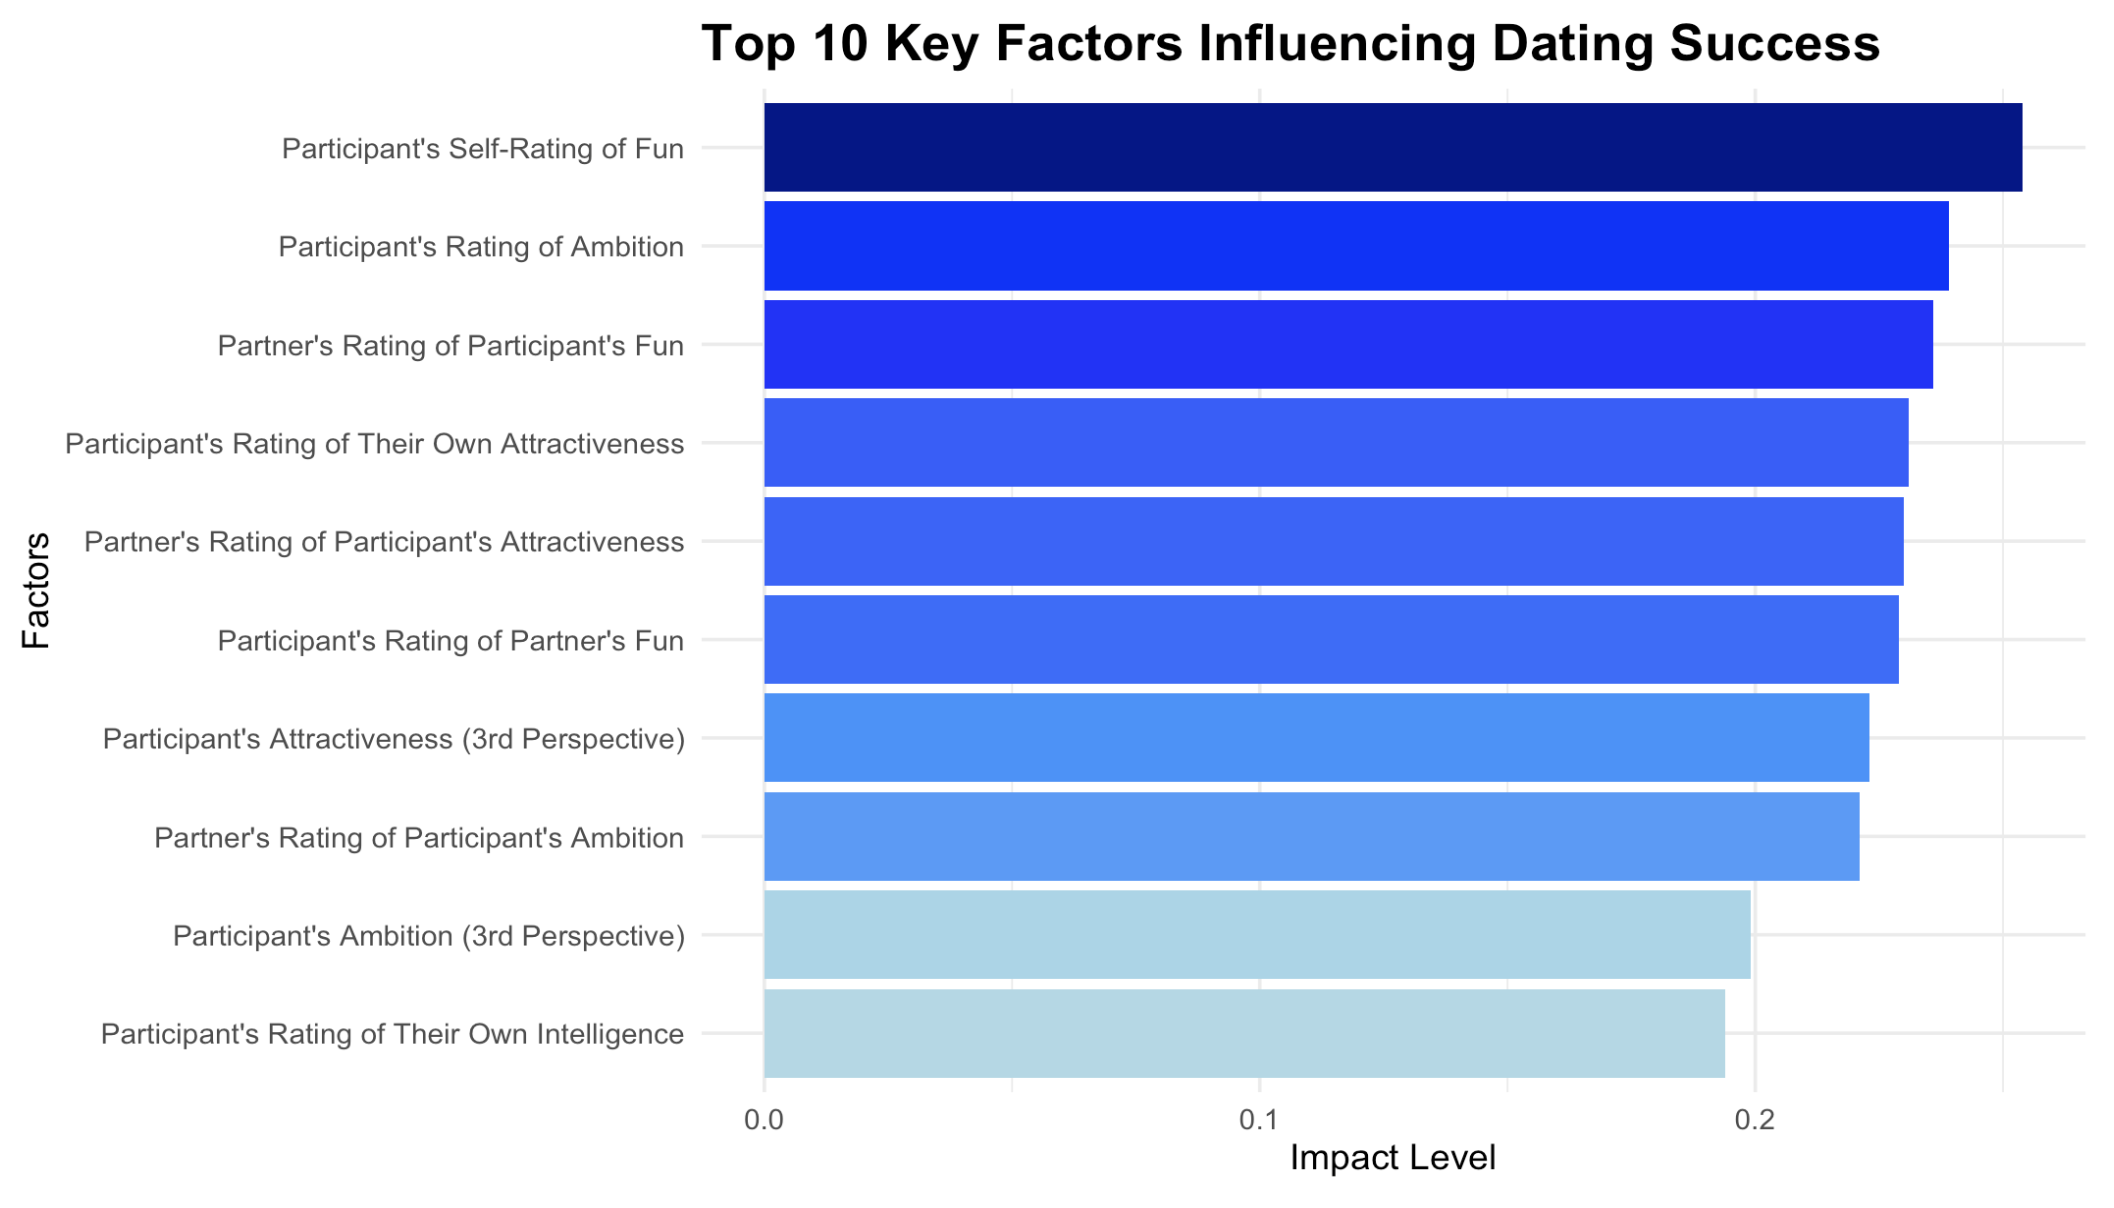 Top 10 Key Factors Influencing Dating Success
Factors
Participant's Self-Rating of Fun
Participant's Rating of Ambition
Partner's Rating of Participant's Fun
Participant's Rating of Their Own Attractiveness
Partner's Rating of Participant's Attractiveness
Participant's Rating of Partner's Fun
Participant's Attractiveness (3rd Perspective)
Partner's Rating of Participant's Ambition
Participant's Ambition (3rd Perspective)
Participant's Rating of Their Own Intelligence
0.0 0.1 0.2
Impact Level